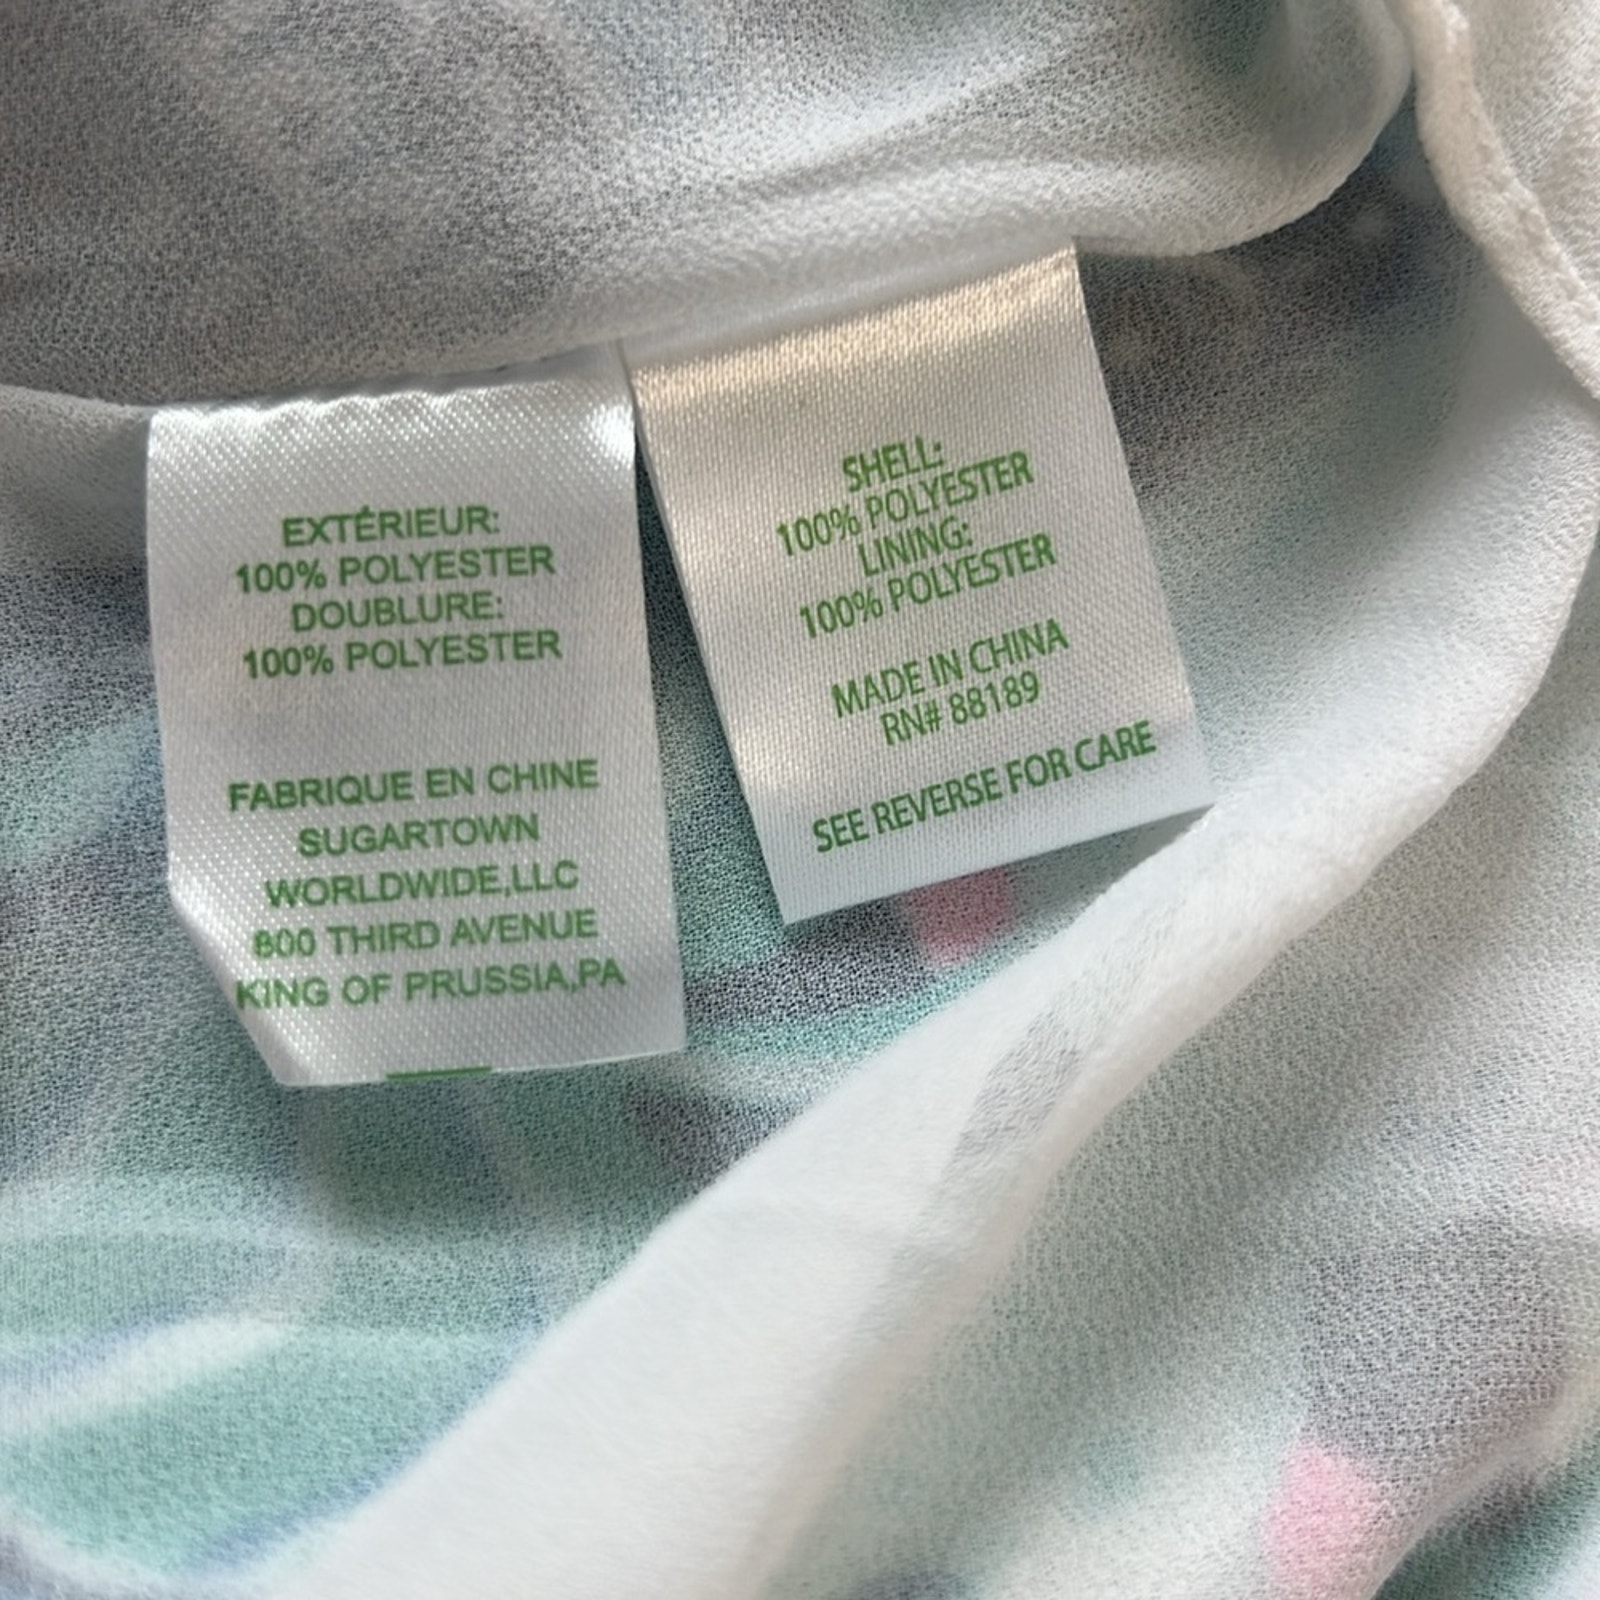 EXTÉRIEUR:
100% POLYESTER
DOUBLURE:
100% POLYESTER
FABRIQUE EN CHINE
SUGARTOWN
WORLDWIDE,LLC
800 THIRD AVENUE
KING OF PRUSSIA,PA
SHELL:
100% POLYESTER
LINING:
100% POLYESTER
MADE IN CHINA
RN# 88189
SEE REVERSE FOR CARE